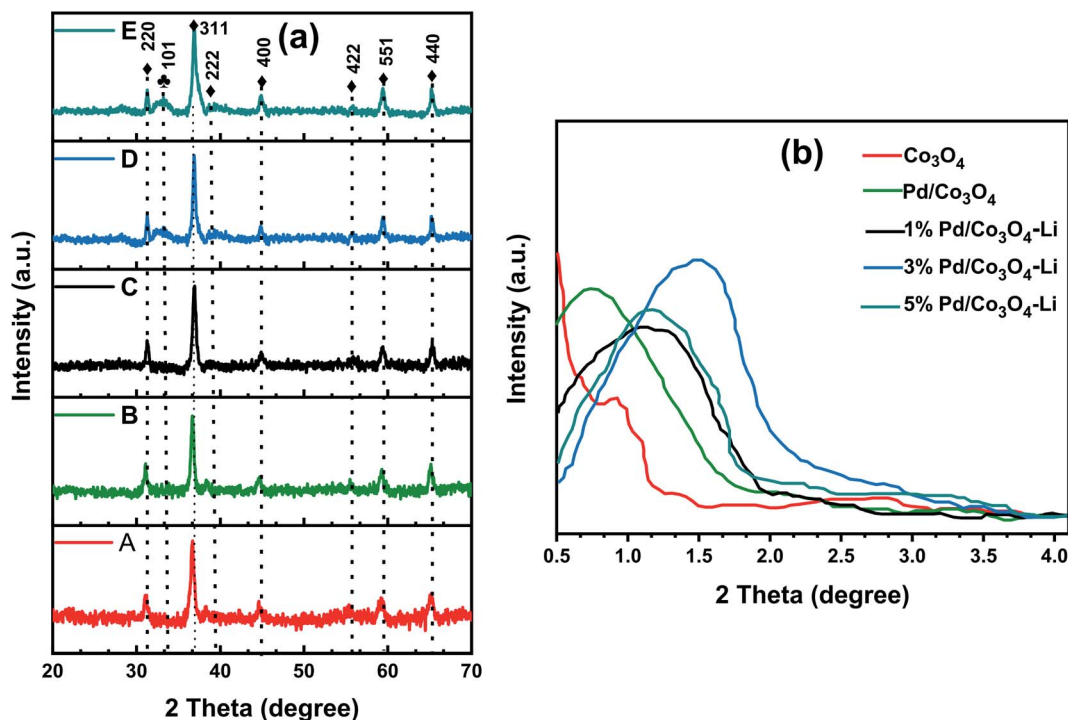 (a)
E
♦220
♣101
♦311
♦222
♦400
♦422
♦551
♦440
D
C
B
A
Intensity (a.u.)
20 30 40 50 60 70
2 Theta (degree)
(b)
Co₃O₄
Pd/Co₃O₄
1% Pd/Co₃O₄-Li
3% Pd/Co₃O₄-Li
5% Pd/Co₃O₄-Li
Intensity (a.u.)
0.5 1.0 1.5 2.0 2.5 3.0 3.5 4.0
2 Theta (degree)